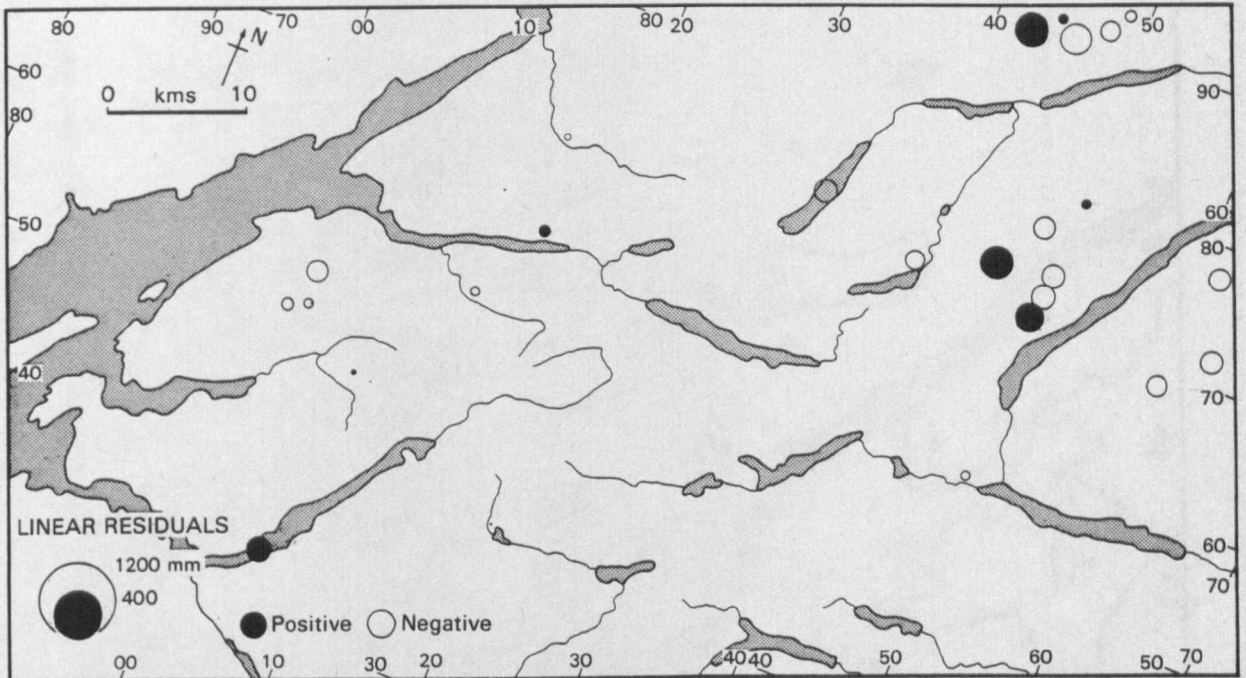 80 90 70 00 10 80 20 30 40 50
N
60
0 kms 10
90
80
50
60
80
40
70
LINEAR RESIDUALS
1200 mm
60
400
70
Positive Negative
00 10 30 20 30 40 40 50 60 50 70